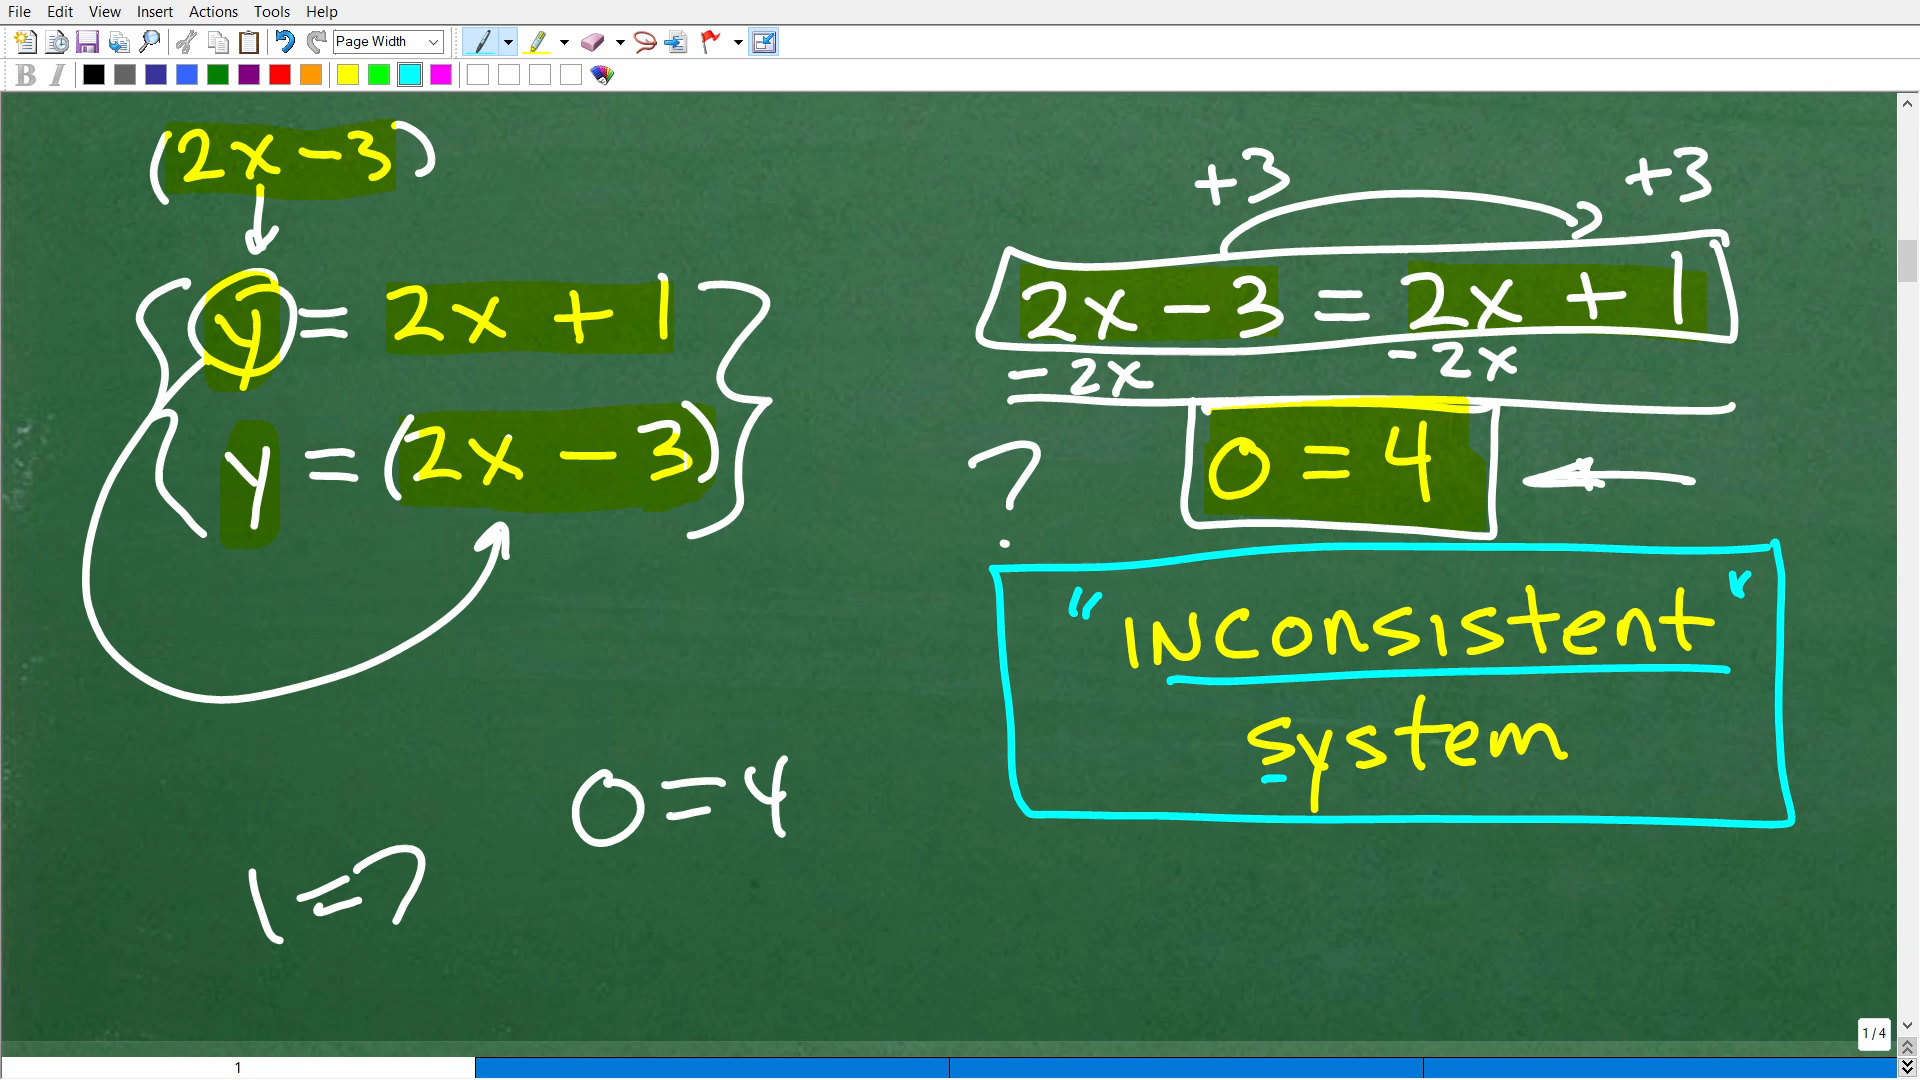 File Edit View Insert Actions Tools Help
Page Width
B I
(2x - 3)
y = 2x + 1
y = (2x - 3)
0 = 4
1 = 7
+3 +3
2x - 3 = 2x + 1
- 2x - 2x
? 0 = 4
"INconsistent"
system
1 / 4
1